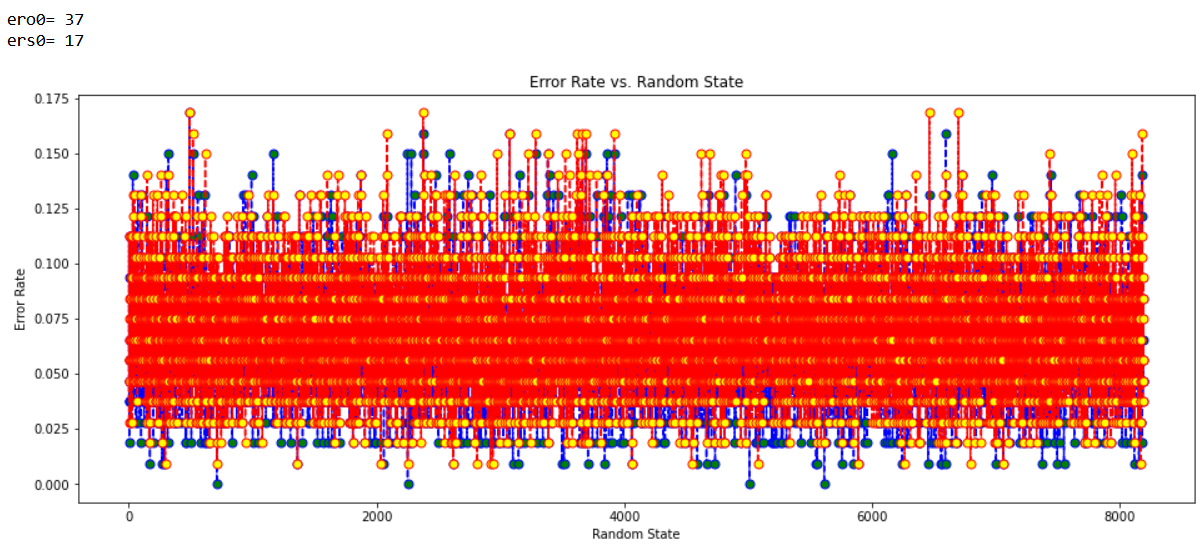 ero0= 37
ers0= 17
Error Rate vs. Random State
0.175
0.150
0.125
0.100
0.075
0.050
0.025
0.000
Error Rate
0 2000 4000 6000 8000
Random State